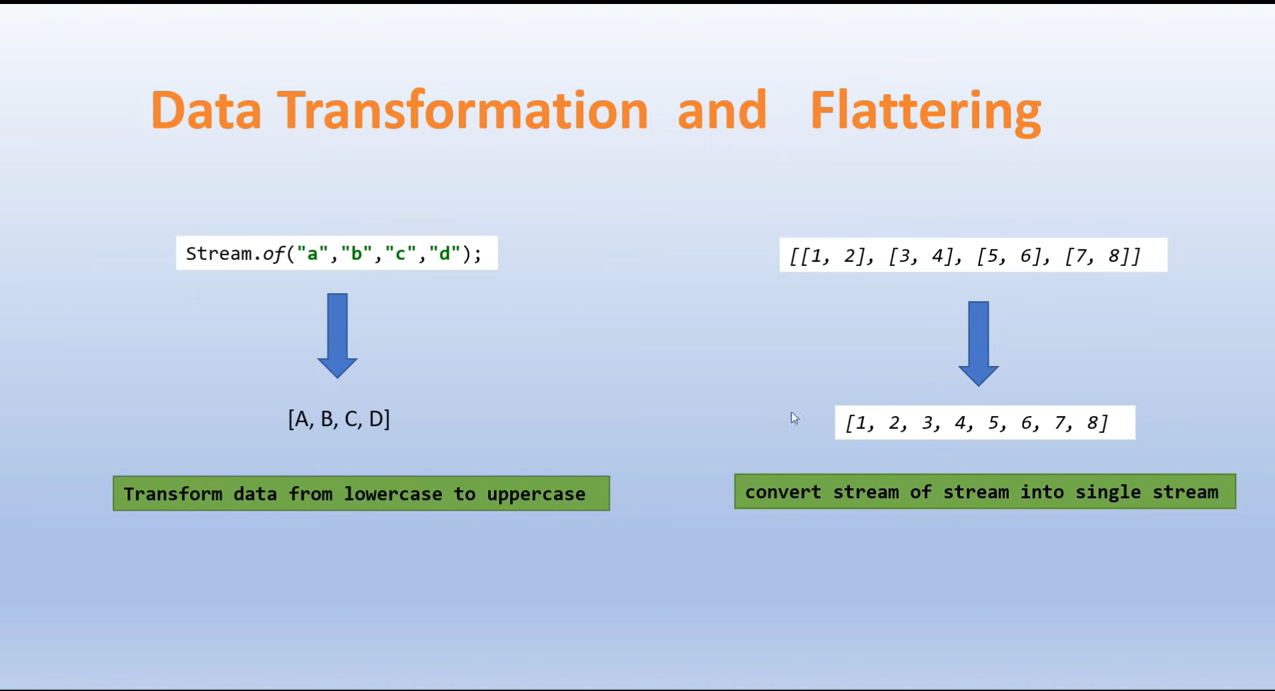 Data Transformation and Flattering
Stream.of("a","b","c","d");
[[1, 2], [3, 4], [5, 6], [7, 8]]
[A, B, C, D]
[1, 2, 3, 4, 5, 6, 7, 8]
Transform data from lowercase to uppercase
convert stream of stream into single stream